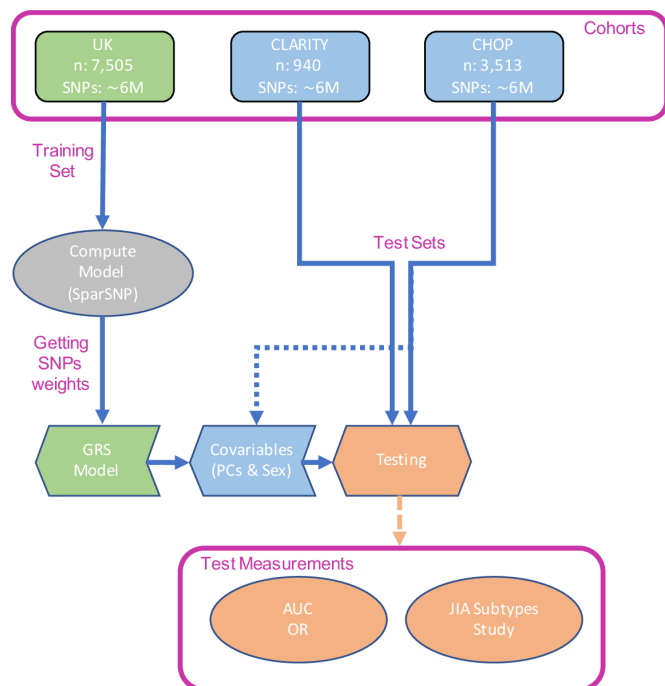 Cohorts
UK
n: 7,505
SNPs: ~6M
CLARITY
n: 940
SNPs: ~6M
CHOP
n: 3,513
SNPs: ~6M
Training
Set
Test Sets
Compute
Model
(SparSNP)
Getting
SNPs
weights
GRS
Model
Covariables
(PCs & Sex)
Testing
Test Measurements
AUC
OR
JIA Subtypes
Study